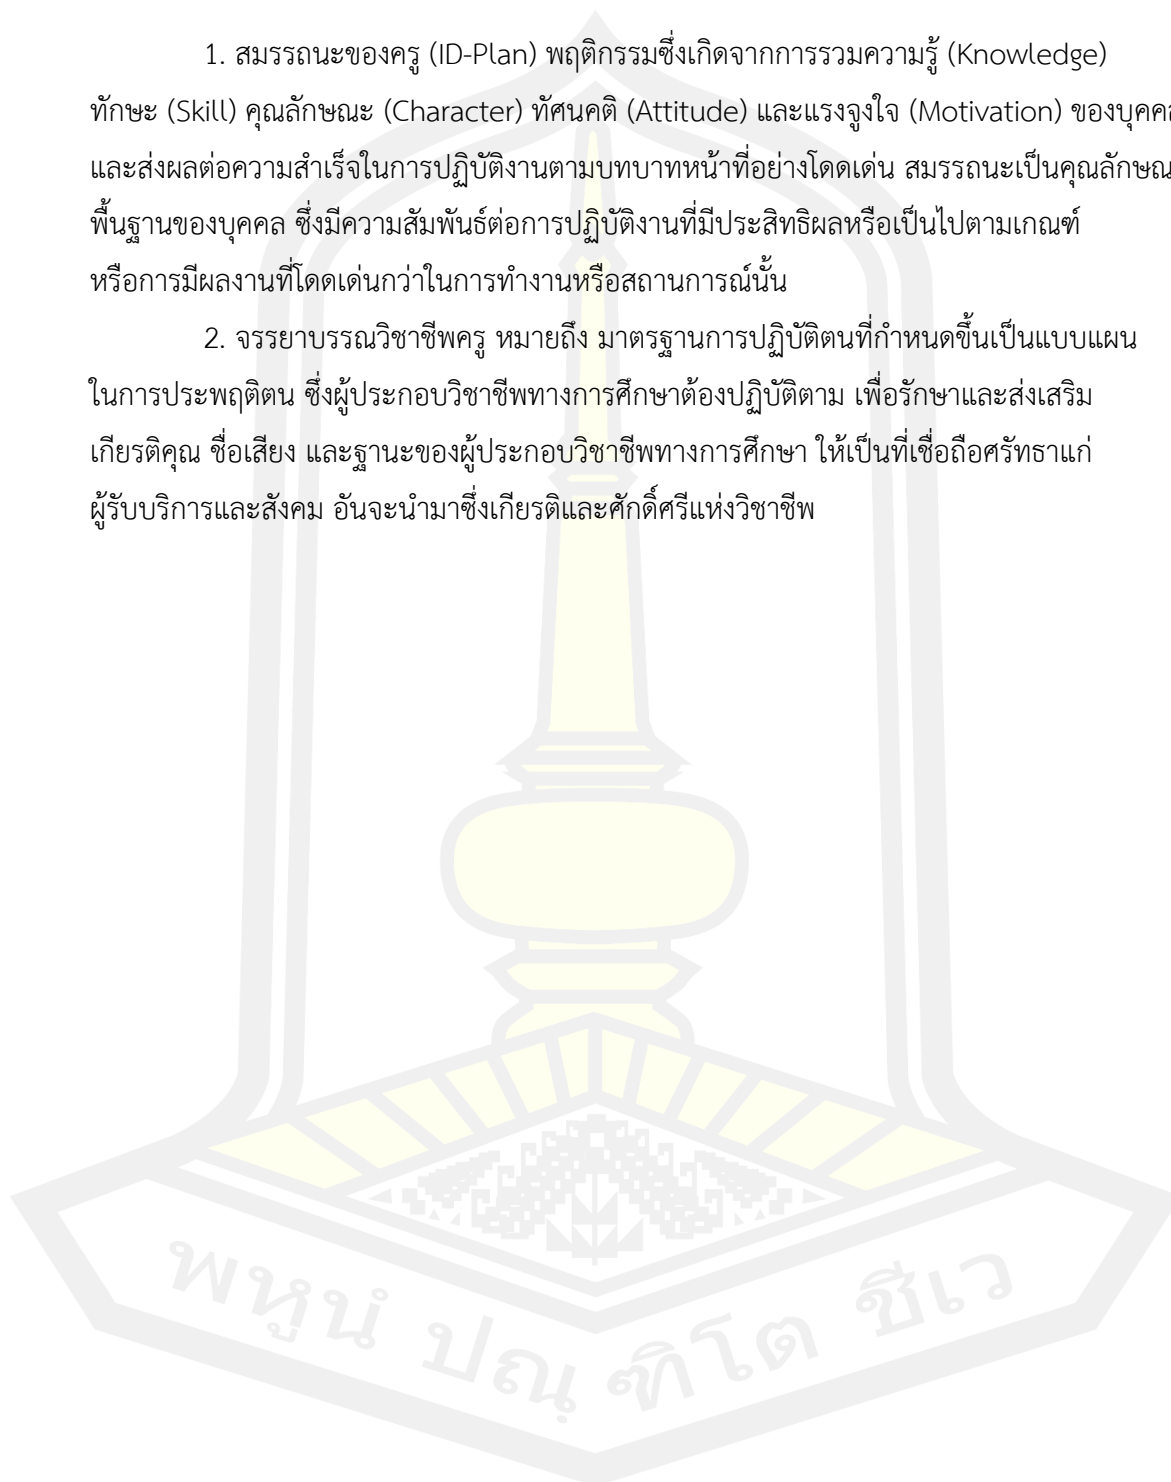 1. สมรรถนะของครู (ID-Plan) พฤติกรรมซึ่งเกิดจากการรวมความรู้ (Knowledge)
ทักษะ (Skill) คุณลักษณะ (Character) ทัศนคติ (Attitude) และแรงจูงใจ (Motivation) ของบุคคล
และส่งผลต่อความสำเร็จในการปฏิบัติงานตามบทบาทหน้าที่อย่างโดดเด่น สมรรถนะเป็นคุณลักษณ
พื้นฐานของบุคคล ซึ่งมีความสัมพันธ์ต่อการปฏิบัติงานที่มีประสิทธิผลหรือเป็นไปตามเกณฑ์
หรือการมีผลงานที่โดดเด่นกว่าในการทำงานหรือสถานการณ์นั้น
2. จรรยาบรรณวิชาชีพครู หมายถึง มาตรฐานการปฏิบัติตนที่กำหนดขึ้นเป็นแบบแผน
ในการประพฤติตน ซึ่งผู้ประกอบวิชาชีพทางการศึกษาต้องปฏิบัติตาม เพื่อรักษาและส่งเสริม
เกียรติคุณ ชื่อเสียง และฐานะของผู้ประกอบวิชาชีพทางการศึกษา ให้เป็นที่เชื่อถือศรัทธาแก่
ผู้รับบริการและสังคม อันจะนำมาซึ่งเกียรติและศักดิ์ศรีแห่งวิชาชีพ
พหูนํ ปณฺฑิโต ชีเว